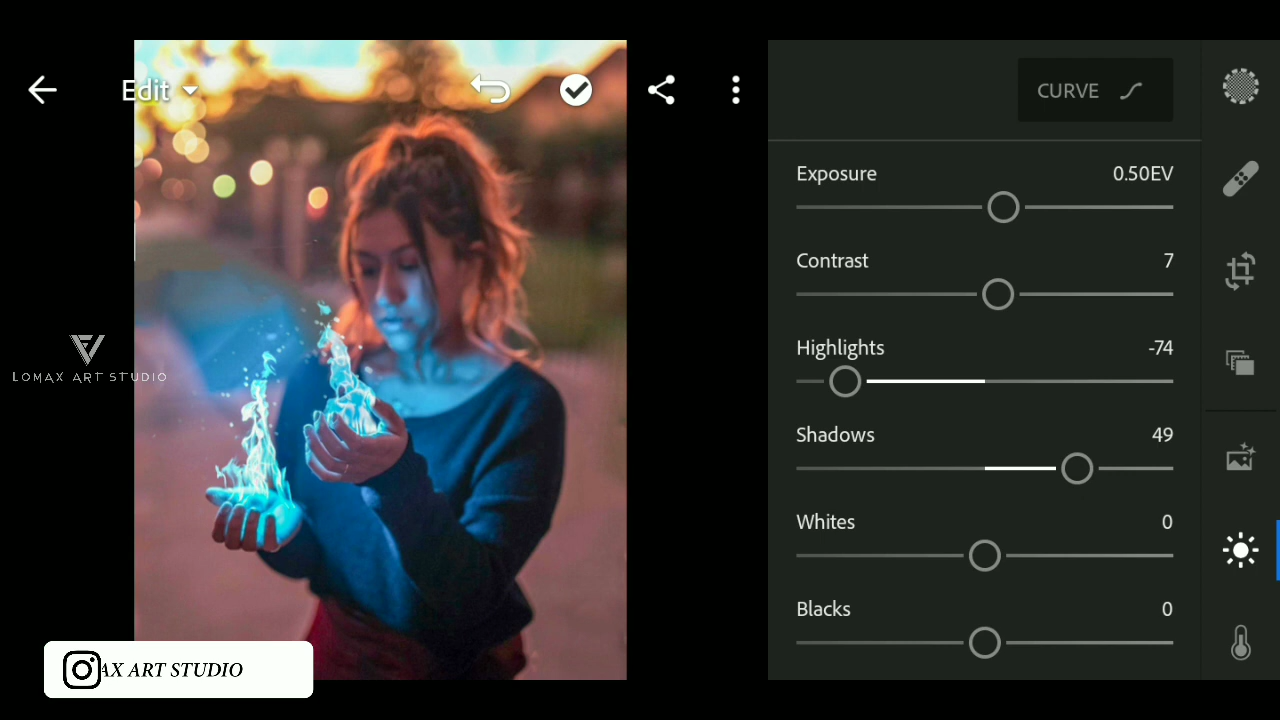 Edit
CURVE
Exposure 0.50EV
Contrast 7
Highlights -74
Shadows 49
Whites 0
Blacks 0
LOMAX ART STUDIO
AX ART STUDIO